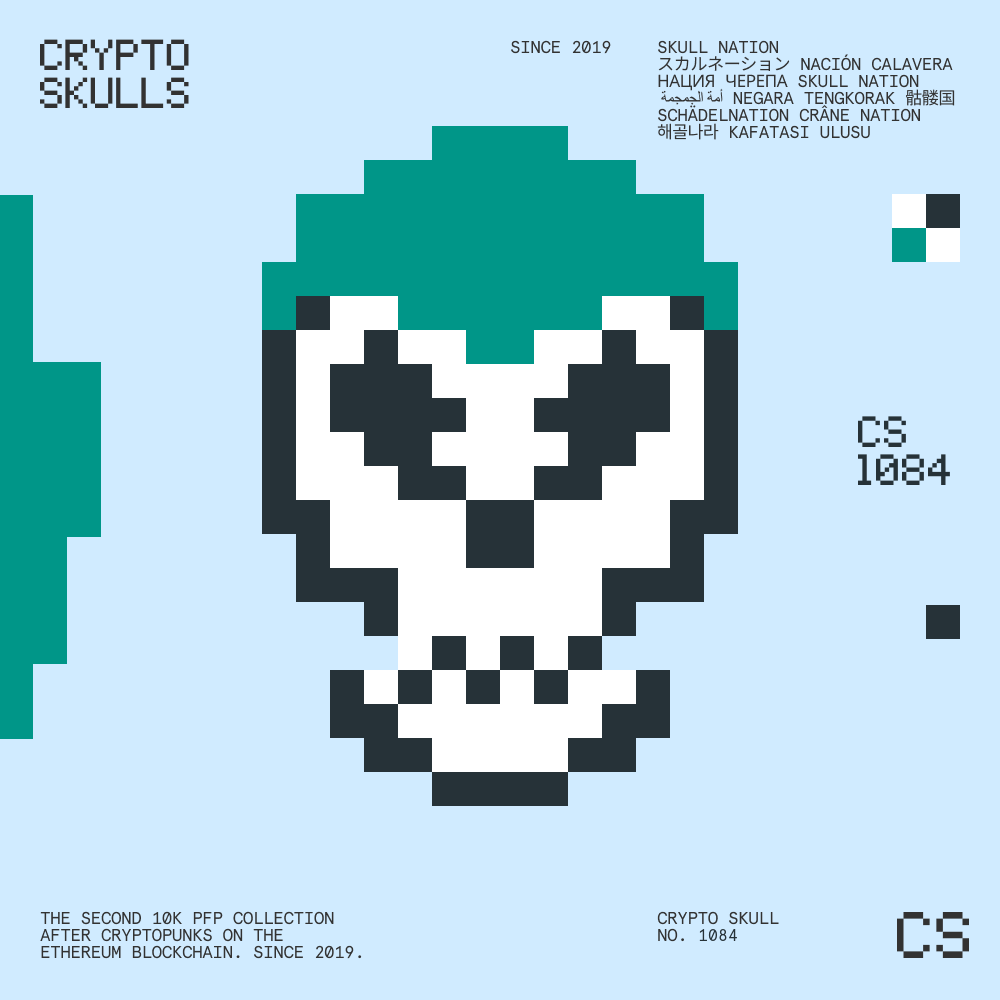 CRYPTO
SKULLS
SINCE 2019
SKULL NATION
スカルネーション NACIÓN CALAVERA
НАЦИЯ ЧЕРЕПА SKULL NATION
أمة الجمجمة NEGARA TENGKORAK 骷髅国
SCHÄDELNATION CRÂNE NATION
해골나라 KAFATASI ULUSU
CS
1084
THE SECOND 10K PFP COLLECTION
AFTER CRYPTOPUNKS ON THE
ETHEREUM BLOCKCHAIN. SINCE 2019.
CRYPTO SKULL
NO. 1084
CS